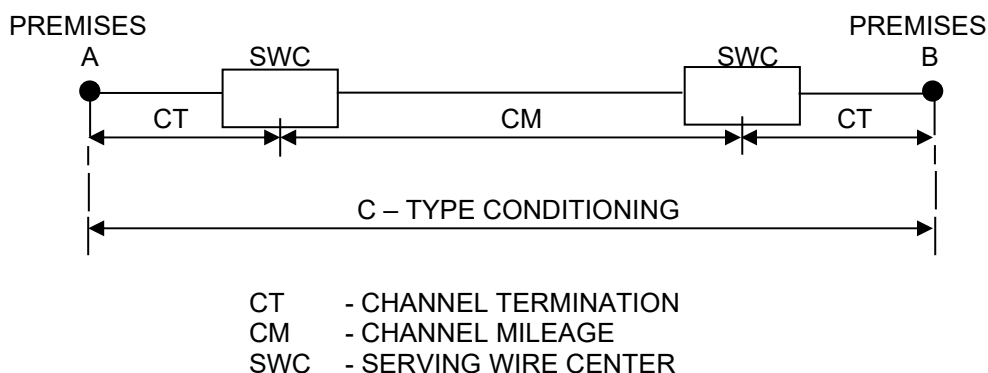 PREMISES PREMISES
A SWC SWC B
CT CM CT
C – TYPE CONDITIONING
CT - CHANNEL TERMINATION
CM - CHANNEL MILEAGE
SWC - SERVING WIRE CENTER